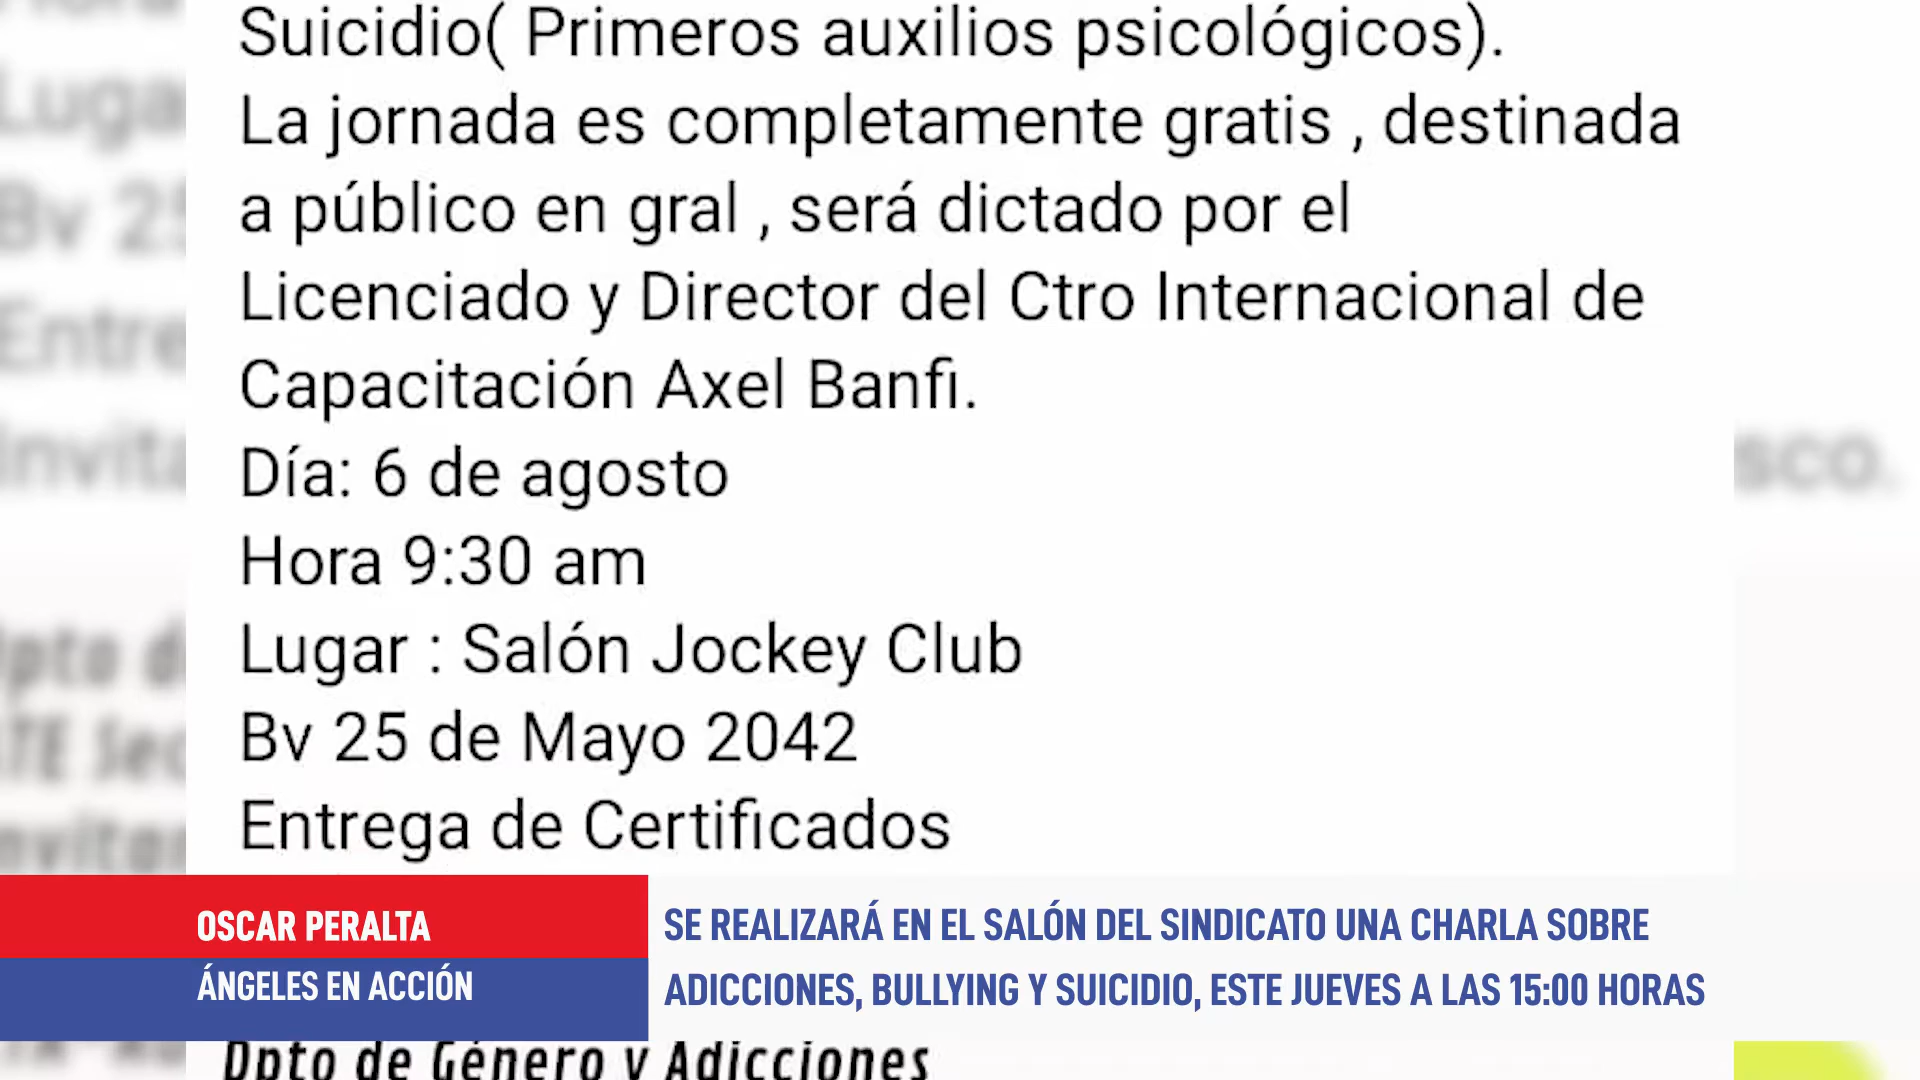 Suicidio( Primeros auxilios psicológicos).
La jornada es completamente gratis , destinada
a público en gral , será dictado por el
Licenciado y Director del Ctro Internacional de
Capacitación Axel Banfi.
Día: 6 de agosto
Hora 9:30 am
Lugar : Salón Jockey Club
Bv 25 de Mayo 2042
Entrega de Certificados
OSCAR PERALTA
ÁNGELES EN ACCIÓN
SE REALIZARÁ EN EL SALÓN DEL SINDICATO UNA CHARLA SOBRE
ADICCIONES, BULLYING Y SUICIDIO, ESTE JUEVES A LAS 15:00 HORAS
Dpto de Género y Adicciones